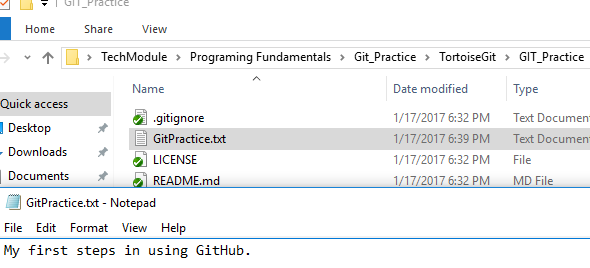 GIT_Practice
Home Share View
TechModule Programing Fundamentals Git_Practice TortoiseGit GIT_Practice
Name Date modified Type
Quick access
.gitignore 1/17/2017 6:32 PM Text Docume
Desktop GitPractice.txt 1/17/2017 6:39 PM Text Docume
Downloads LICENSE 1/17/2017 6:32 PM File
Documents README.md 1/17/2017 6:32 PM MD File
GitPractice.txt - Notepad
File Edit Format View Help
My first steps in using GitHub.